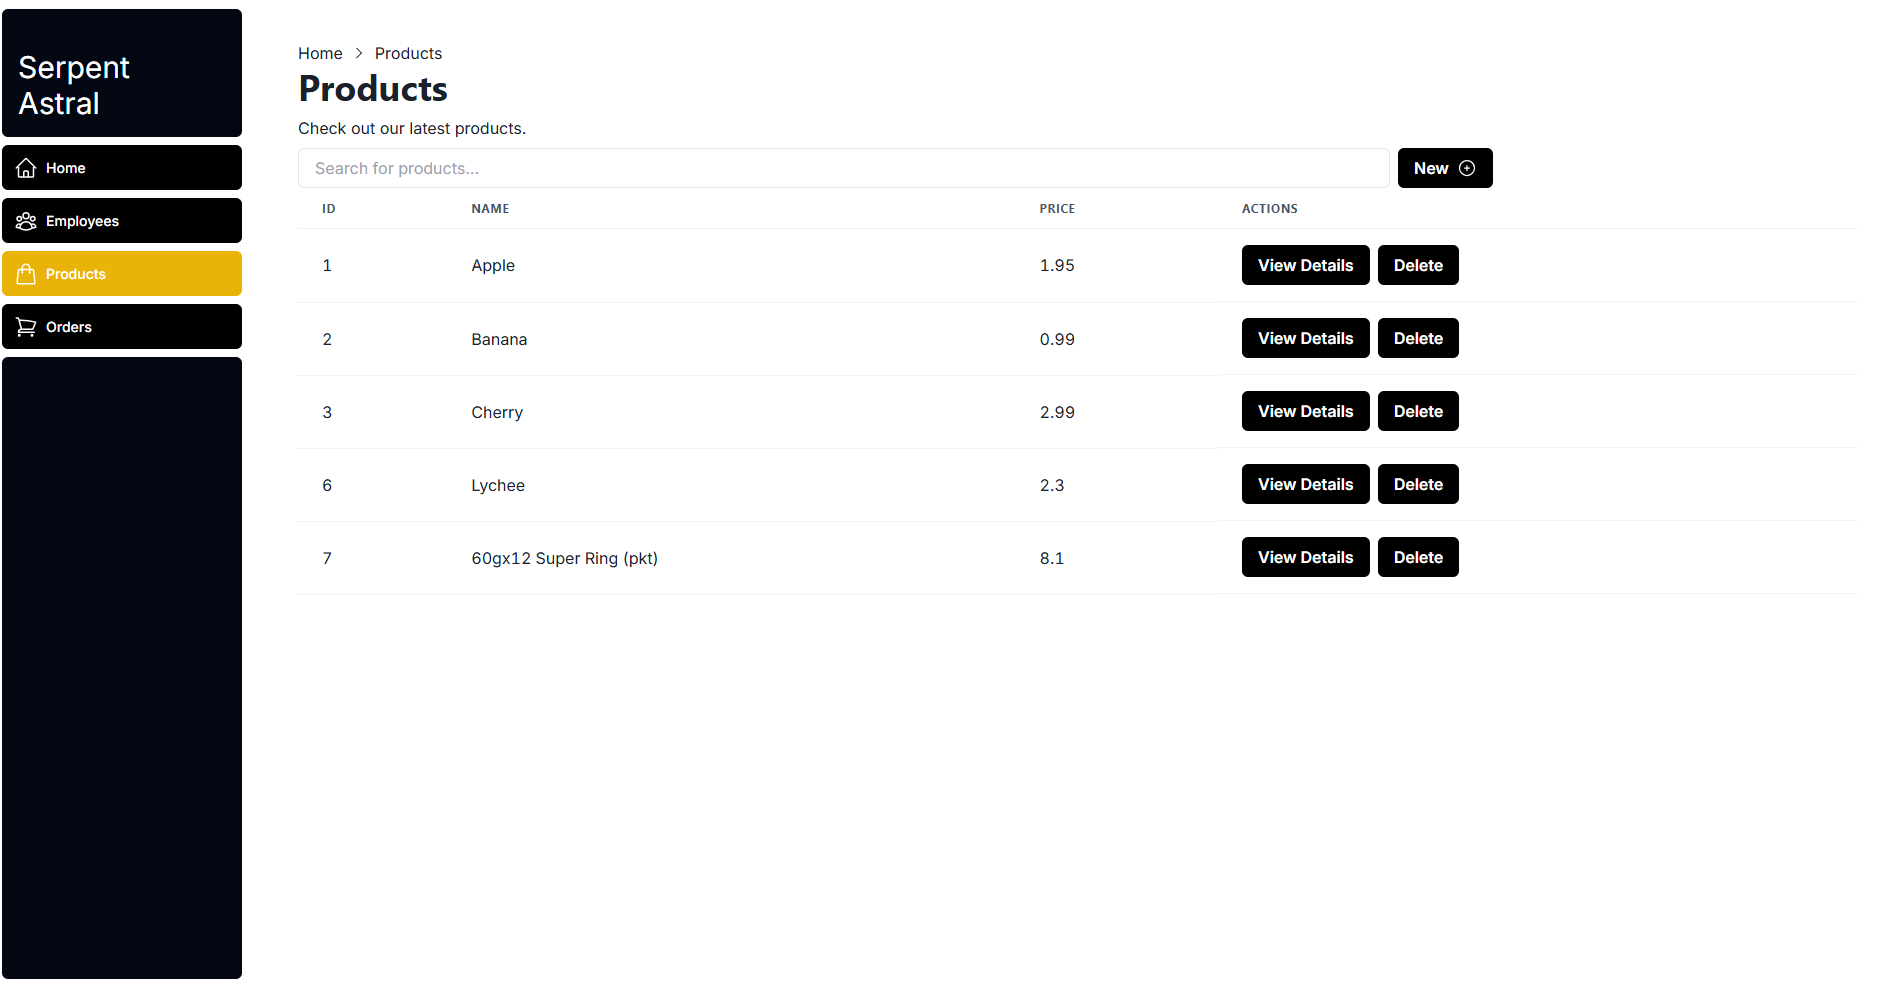 Serpent
Astral
Home
Employees
Products
Orders
Home > Products
Products
Check out our latest products.
Search for products...
New
ID NAME PRICE ACTIONS
1 Apple 1.95 View Details Delete
2 Banana 0.99 View Details Delete
3 Cherry 2.99 View Details Delete
6 Lychee 2.3 View Details Delete
7 60gx12 Super Ring (pkt) 8.1 View Details Delete